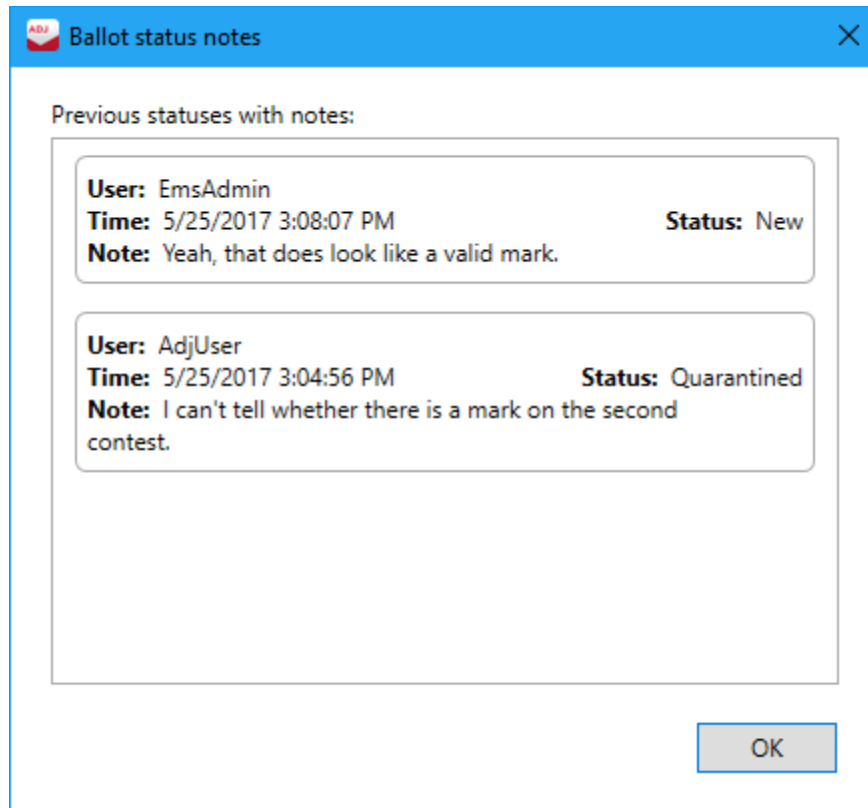 ADJ
Ballot status notes
Previous statuses with notes:
User: EmsAdmin
Time: 5/25/2017 3:08:07 PM Status: New
Note: Yeah, that does look like a valid mark.
User: AdjUser
Time: 5/25/2017 3:04:56 PM Status: Quarantined
Note: I can't tell whether there is a mark on the second
contest.
OK